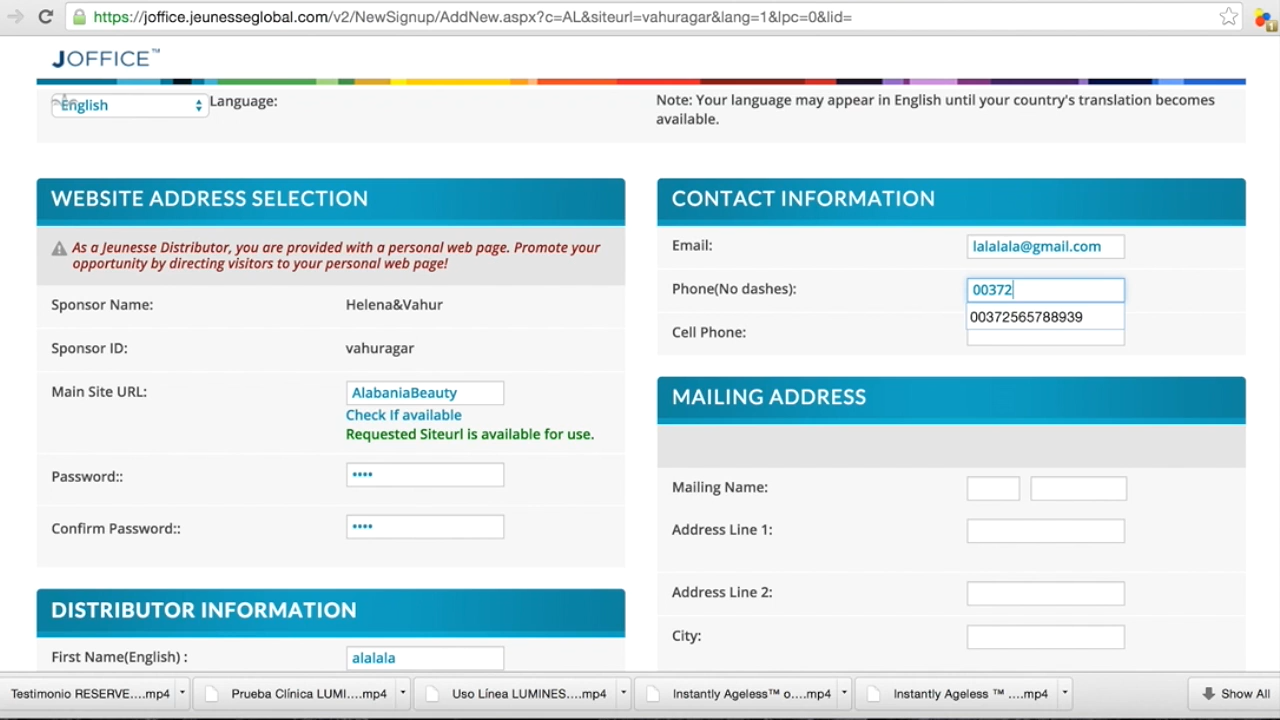 https://joffice.jeunesseglobal.com/v2/NewSignup/AddNew.aspx?c=AL&siteurl=vahuragar&lang=1&lpc=0&lid=
JOFFICE™
English
Language:
Note: Your language may appear in English until your country's translation becomes
available.
WEBSITE ADDRESS SELECTION
As a Jeunesse Distributor, you are provided with a personal web page. Promote your
opportunity by directing visitors to your personal web page!
Sponsor Name: Helena&Vahur
Sponsor ID: vahuragar
Main Site URL: AlabaniaBeauty
Check If available
Requested Siteurl is available for use.
Password:: ••••
Confirm Password:: ••••
DISTRIBUTOR INFORMATION
First Name(English) : alalala
CONTACT INFORMATION
Email: lalalala@gmail.com
Phone(No dashes): 00372
00372565788939
Cell Phone:
MAILING ADDRESS
Mailing Name:
Address Line 1:
Address Line 2:
City:
Testimonio RESERVE....mp4
Prueba Clínica LUMI....mp4
Uso Línea LUMINES....mp4
Instantly Ageless™ o....mp4
Instantly Ageless ™ ....mp4
Show All
1